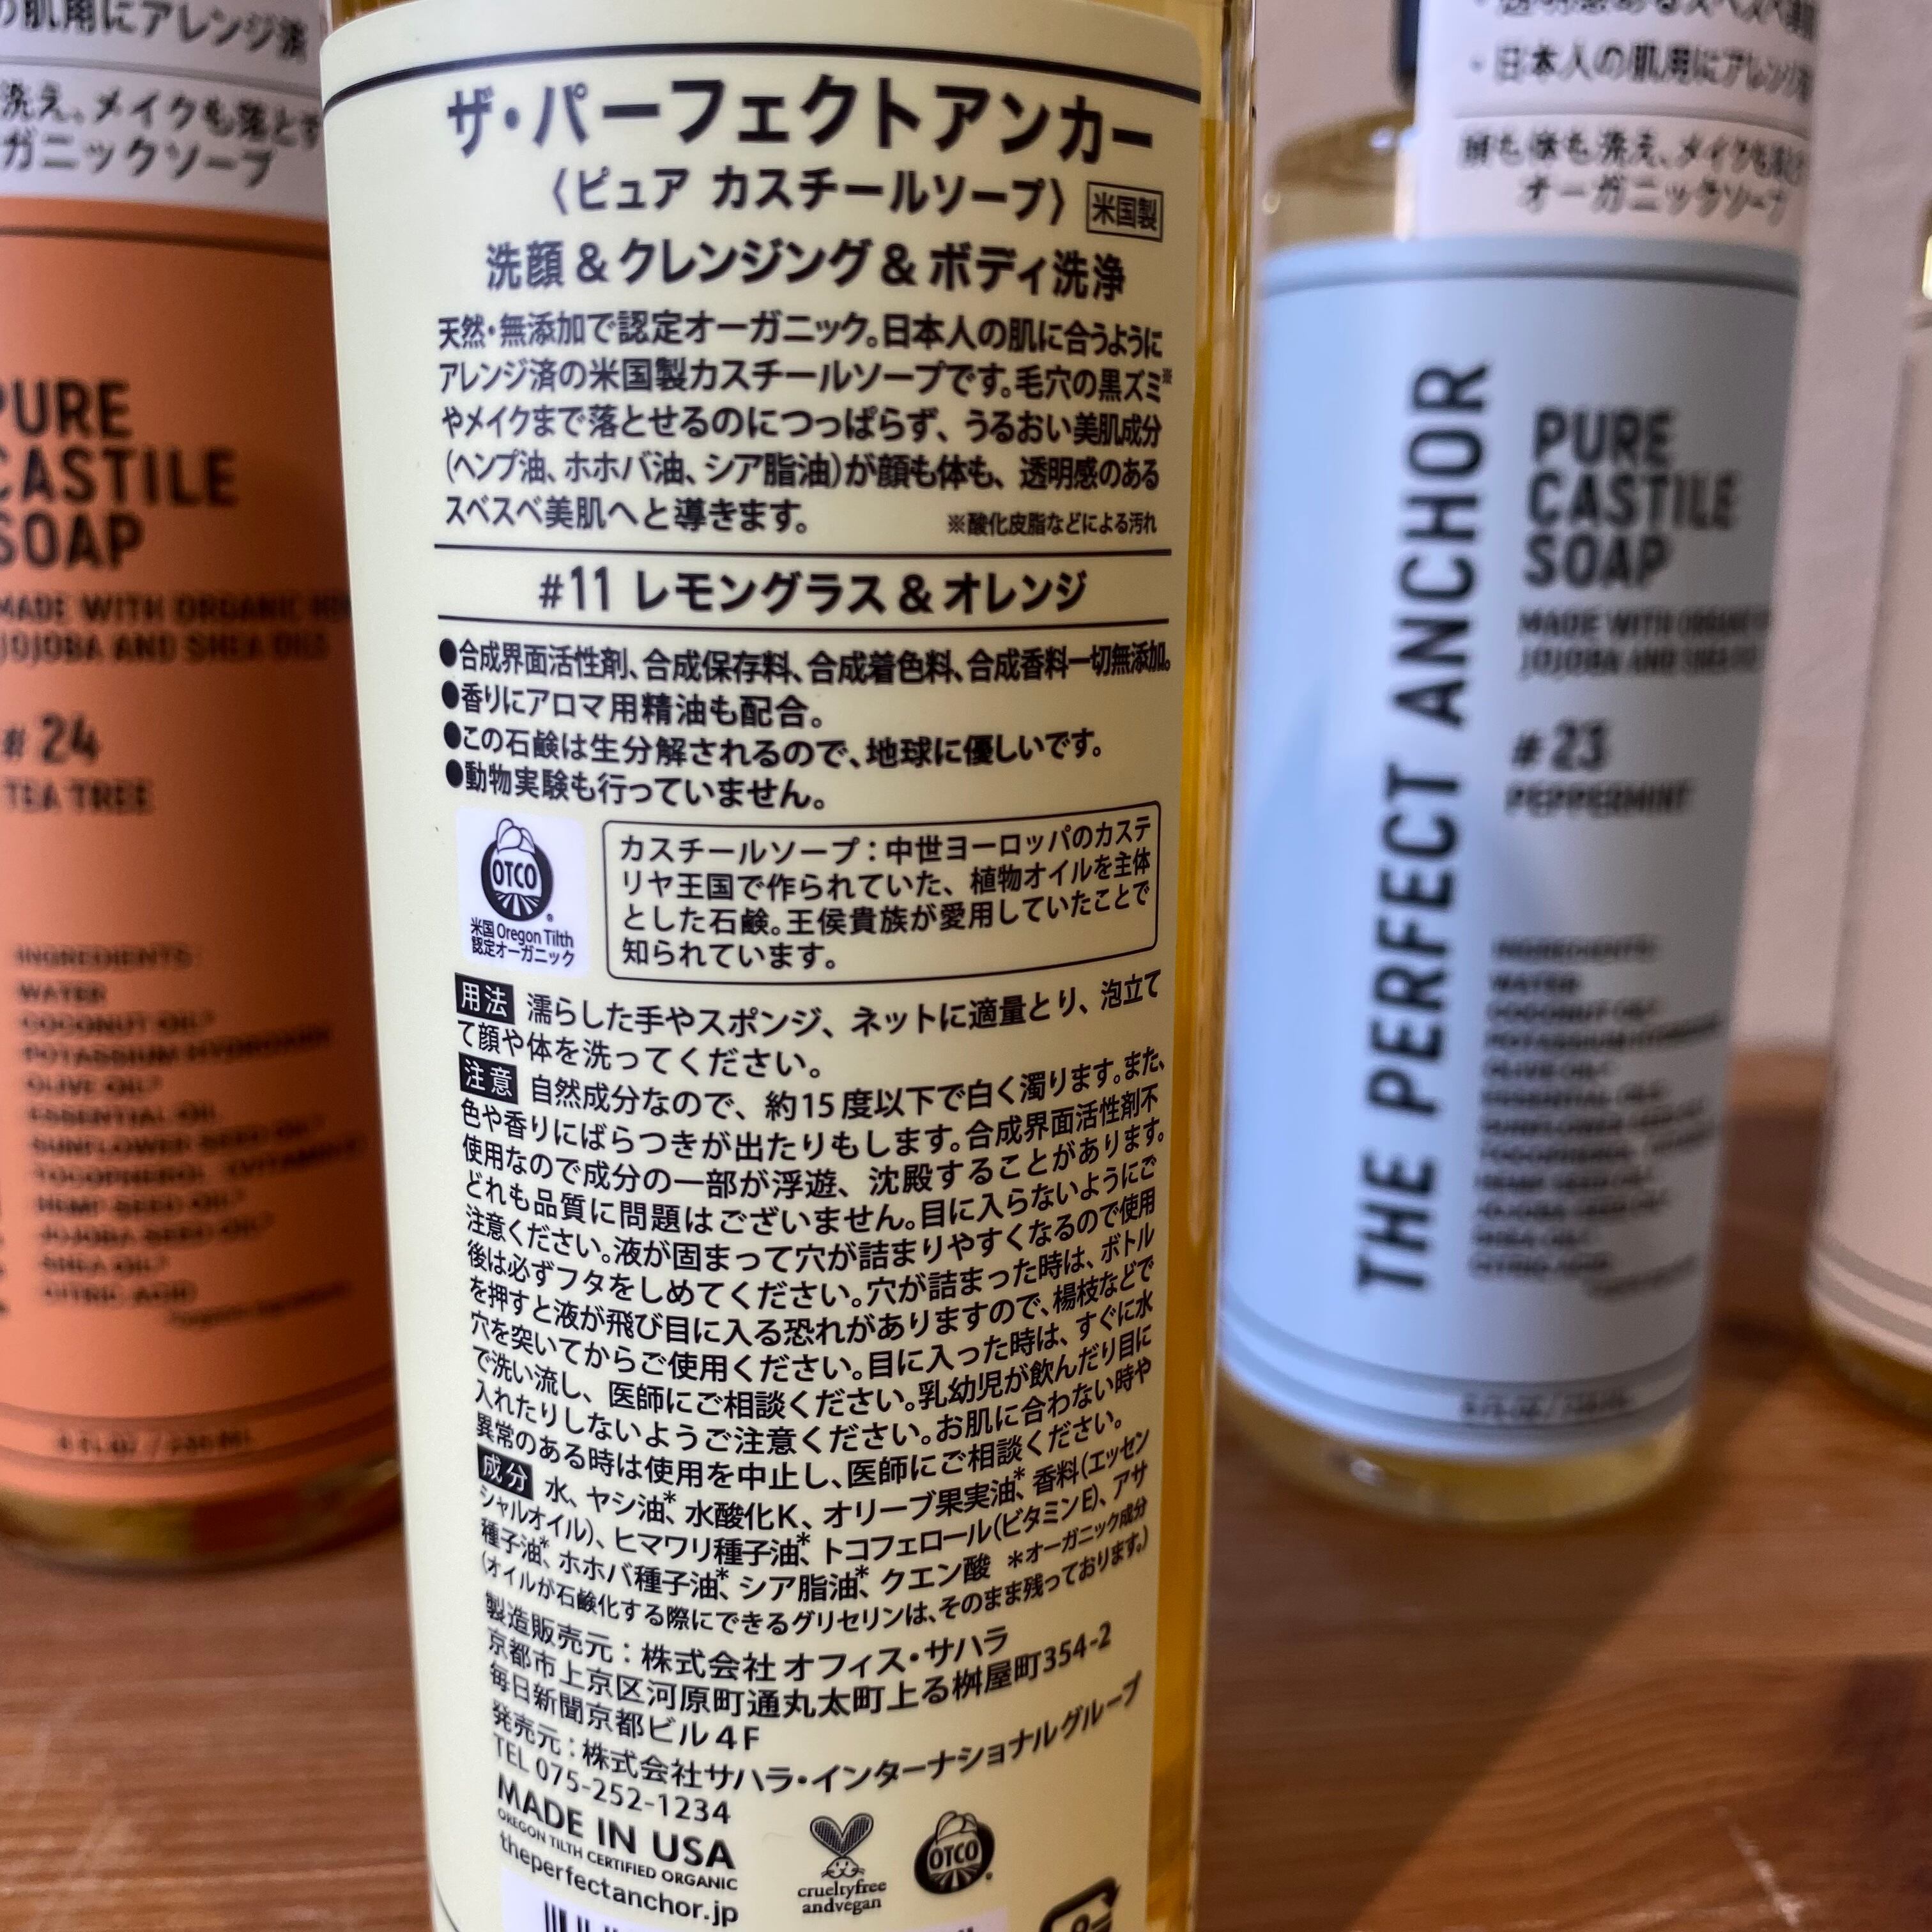 の肌用にアレンジ済
洗え、メイクも落とす
ガニックソープ
PURE
CASTILE
SOAP
MADE WITH ORGANIC
JOJOBA AND SHEA OILS
# 24
TEA TREE
INGREDIENTS:
WATER
COCONUT OIL*
POTASSIUM HYDROXIDE
OLIVE OIL*
ESSENTIAL OIL
SUNFLOWER SEED OIL*
TOCOPHEROL
HEMP SEED OIL*
JOJOBA SEED OIL*
SHEA OIL*
CITRIC ACID
ザ・パーフェクトアンカー
〈ピュア カスチールソープ〉 米国製
洗顔&クレンジング&ボディ洗浄
天然・無添加で認定オーガニック。日本人の肌に合うように
アレンジ済の米国製カスチールソープです。毛穴の黒ズミ※
やメイクまで落とせるのにつっぱらず、うるおい美肌成分
(ヘンプ油、ホホバ油、シア脂油)が顔も体も、透明感のある
スベスベ美肌へと導きます。 ※酸化皮脂などによる汚れ
#11 レモングラス&オレンジ
●合成界面活性剤、合成保存料、合成着色料、合成香料一切無添加。
●香りにアロマ用精油も配合。
●この石鹸は生分解されるので、地球に優しいです。
●動物実験も行っていません。
OTCO
米国 Oregon Tilth
認定オーガニック
カスチールソープ：中世ヨーロッパのカステ
リヤ王国で作られていた、植物オイルを主体
とした石鹸。王侯貴族が愛用していたことで
知られています。
用法 濡らした手やスポンジ、ネットに適量とり、泡立て
て顔や体を洗ってください。
注意 自然成分なので、約15度以下で白く濁ります。また、
色や香りにばらつきが出たりもします。合成界面活性剤不
使用なので成分の一部が浮遊、沈殿することがあります。
どれも品質に問題はございません。目に入らないようにご
注意ください。液が固まって穴が詰まりやすくなるので使用
後は必ずフタをしめてください。穴が詰まった時は、ボトル
を押すと液が飛び目に入る恐れがありますので、楊枝などで
穴を突いてからご使用ください。目に入った時は、すぐに水
で洗い流し、医師にご相談ください。乳幼児が飲んだり目に
入れたりしないようご注意ください。お肌に合わない時や
異常のある時は使用を中止し、医師にご相談ください。
成分 水、ヤシ油*、水酸化K、オリーブ果実油*、香料(エッセン
シャルオイル)、ヒマワリ種子油*、トコフェロール(ビタミンE)、アサ
種子油*、ホホバ種子油*、シア脂油*、クエン酸 *オーガニック成分
(オイルが石鹸化する際にできるグリセリンは、そのまま残っております。)
製造販売元：株式会社オフィス・サハラ
京都市上京区河原町通丸太町上る桝屋町354-2
毎日新聞京都ビル4F
発売元：株式会社サハラ・インターナショナルグループ
TEL 075-252-1234
MADE IN USA
OREGON TILTH CERTIFIED ORGANIC
theperfectanchor.jp
crueltyfree
andvegan
OTCO
・日本人の肌用にアレンジ
顔も体も洗え、メイクも
オーガニックソープ
THE PERFECT ANCHOR
PURE
CASTILE
SOAP
MADE WITH
JOJOBA AND
# 23
PEPPERMINT
INGREDIENTS:
WATER
COCONUT OIL*
POTASSIUM
OLIVE OIL*